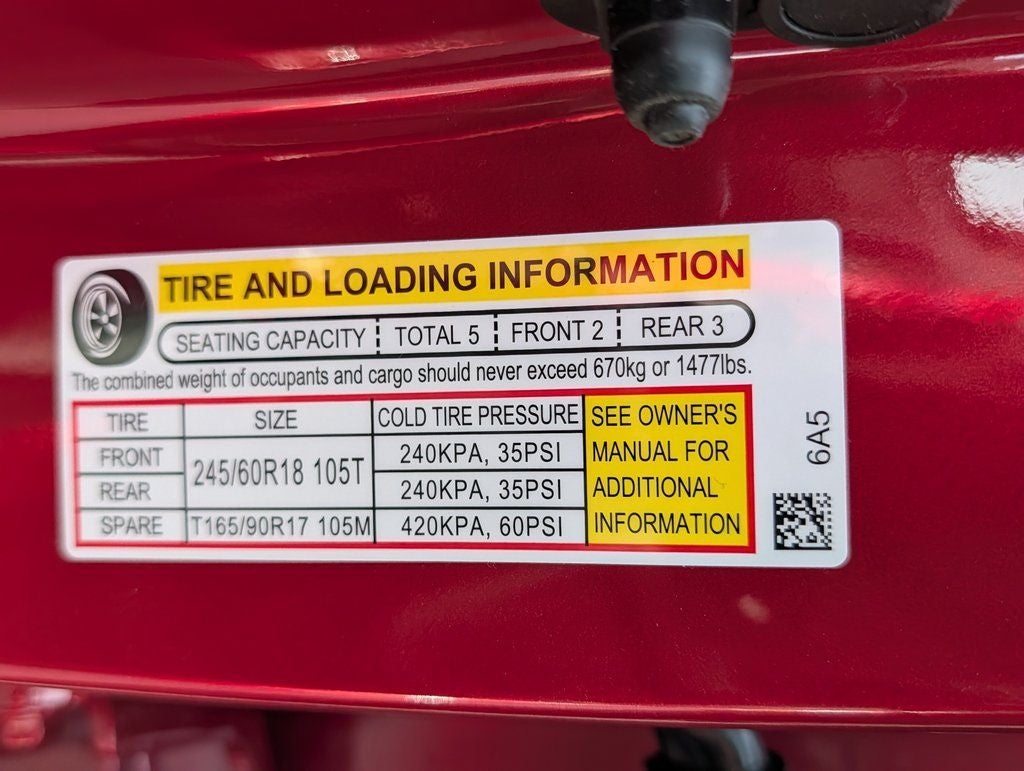 TIRE AND LOADING INFORMATION
SEATING CAPACITY TOTAL 5 FRONT 2 REAR 3
The combined weight of occupants and cargo should never exceed 670kg or 1477lbs.
TIRE SIZE COLD TIRE PRESSURE
FRONT 245/60R18 105T 240KPA, 35PSI
REAR 240KPA, 35PSI
SPARE T165/90R17 105M 420KPA, 60PSI
SEE OWNER'S
MANUAL FOR
ADDITIONAL
INFORMATION
6A5